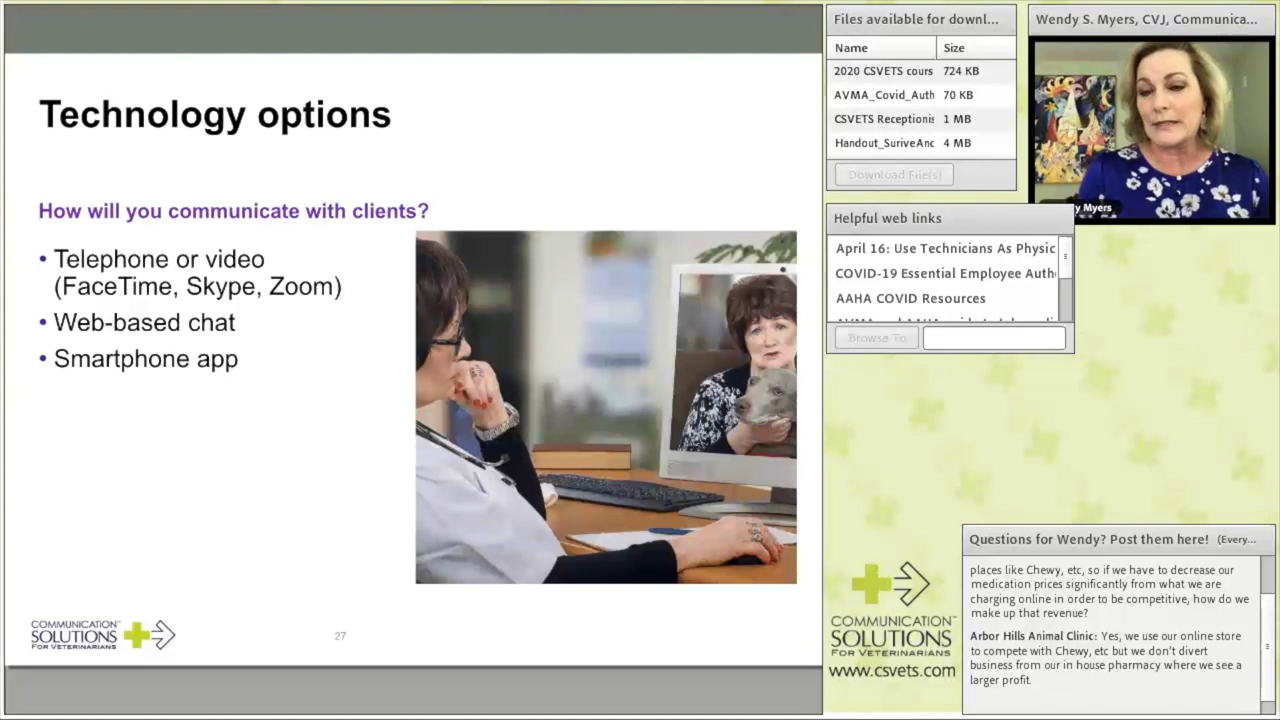 Technology options
How will you communicate with clients?
• Telephone or video
(FaceTime, Skype, Zoom)
• Web-based chat
• Smartphone app
COMMUNICATION
SOLUTIONS
FOR VETERINARIANS
27
Files available for downl...
Name Size
2020 CSVETS cours 724 KB
AVMA_Covid_Auth 70 KB
CSVETS Receptionis 1 MB
Handout_SuriveAnc 4 MB
Download File(s)
Wendy S. Myers, CVJ, Communica...
y Myers
Helpful web links
April 16: Use Technicians As Physic
COVID-19 Essential Employee Auth
AAHA COVID Resources
Browse To
COMMUNICATION
SOLUTIONS
FOR VETERINARIANS
www.csvets.com
Questions for Wendy? Post them here! (Every...
places like Chewy, etc, so if we have to decrease our
medication prices significantly from what we are
charging online in order to be competitive, how do we
make up that revenue?
Arbor Hills Animal Clinic: Yes, we use our online store
to compete with Chewy, etc but we don't divert
business from our in house pharmacy where we see a
larger profit.